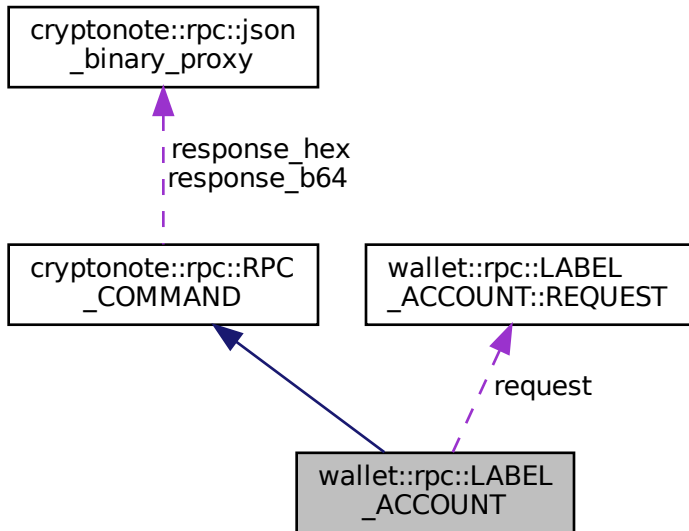 cryptonote::rpc::json
_binary_proxy
response_hex
response_b64
cryptonote::rpc::RPC
_COMMAND
wallet::rpc::LABEL
_ACCOUNT::REQUEST
request
wallet::rpc::LABEL
_ACCOUNT